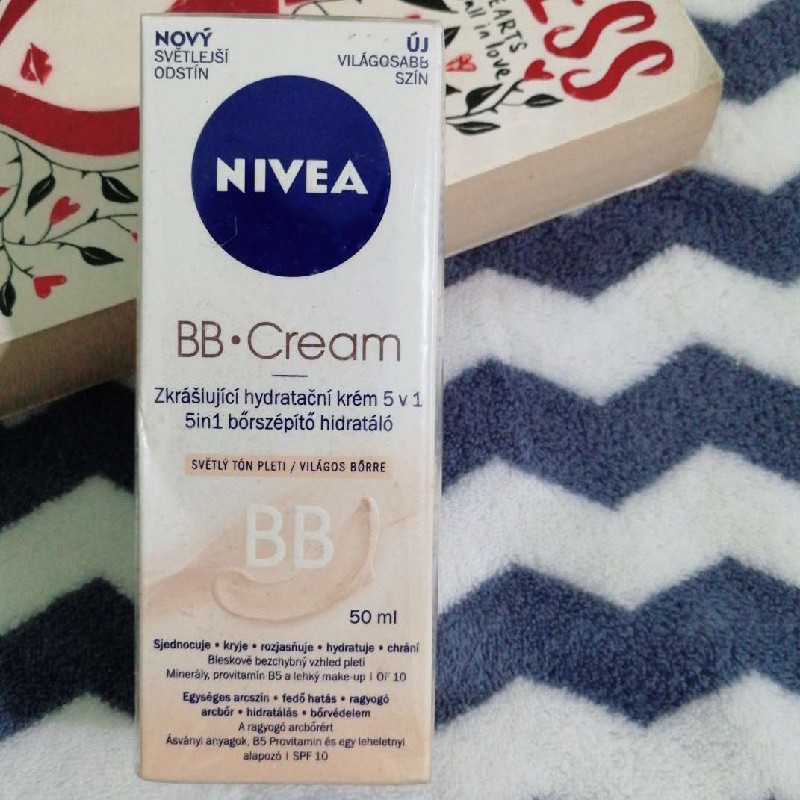 NOVÝ
SVĚTLEJŠÍ
ODSTÍN
ÚJ
VILÁGOSABB
SZÍN
EARTS
all in love
ESS
NIVEA
BB•Cream
Zkrášlující hydratační krém 5 v 1
5in1 bőrszépítő hidratáló
SVĚTLÝ TÓN PLETI / VILÁGOS BŐRRE
BB
50 ml
Sjednocuje • kryje • rozjasňuje • hydratuje • chrání
Bleskově bezchybný vzhled pleti
Minerály, provitamin B5 a lehký make-up I OF 10
Egységes arcszín • fedő hatás • ragyogó
arcbőr • hidratálás • bőrvédelem
A ragyogó arcbőrért
Ásványi anyagok, B5 Provitamin és egy leheletnyi
alapozó I SPF 10